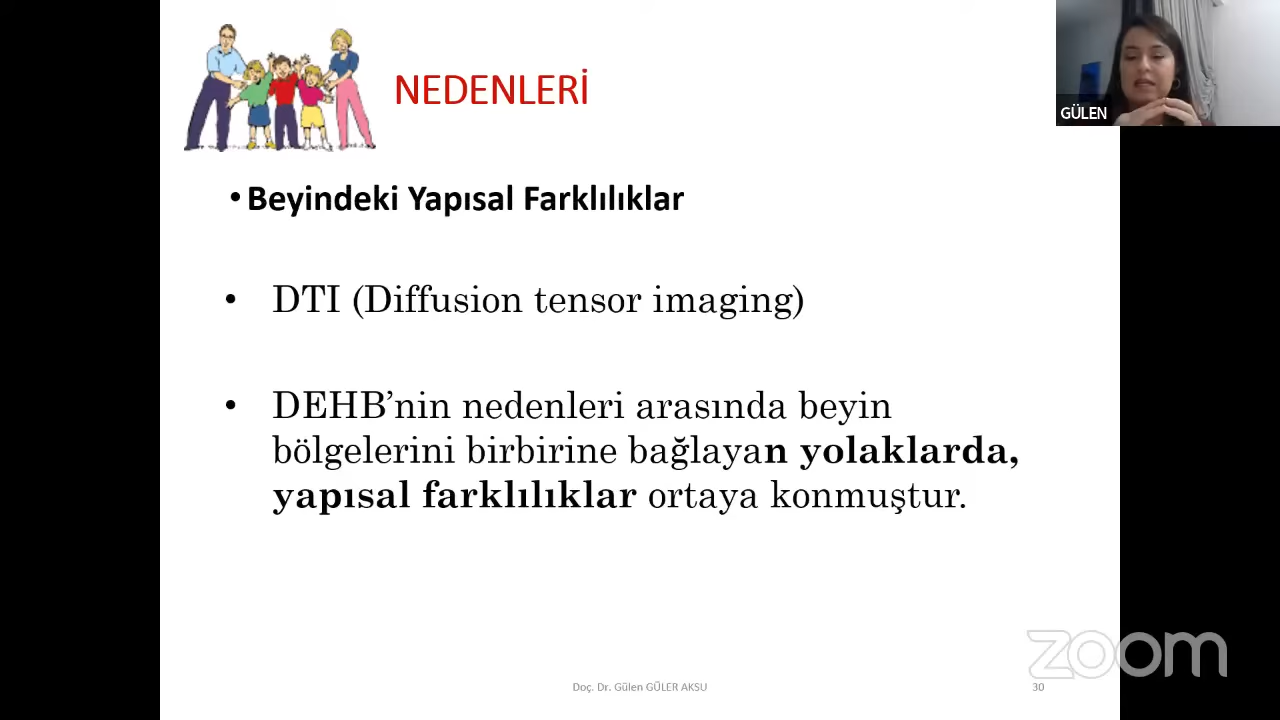 NEDENLERİ
GÜLEN
• Beyindeki Yapısal Farklılıklar
• DTI (Diffusion tensor imaging)
• DEHB’nin nedenleri arasında beyin
bölgelerini birbirine bağlayan yolaklarda,
yapısal farklılıklar ortaya konmuştur.
zoom
Doç. Dr. Gülen GÜLER AKSU
30